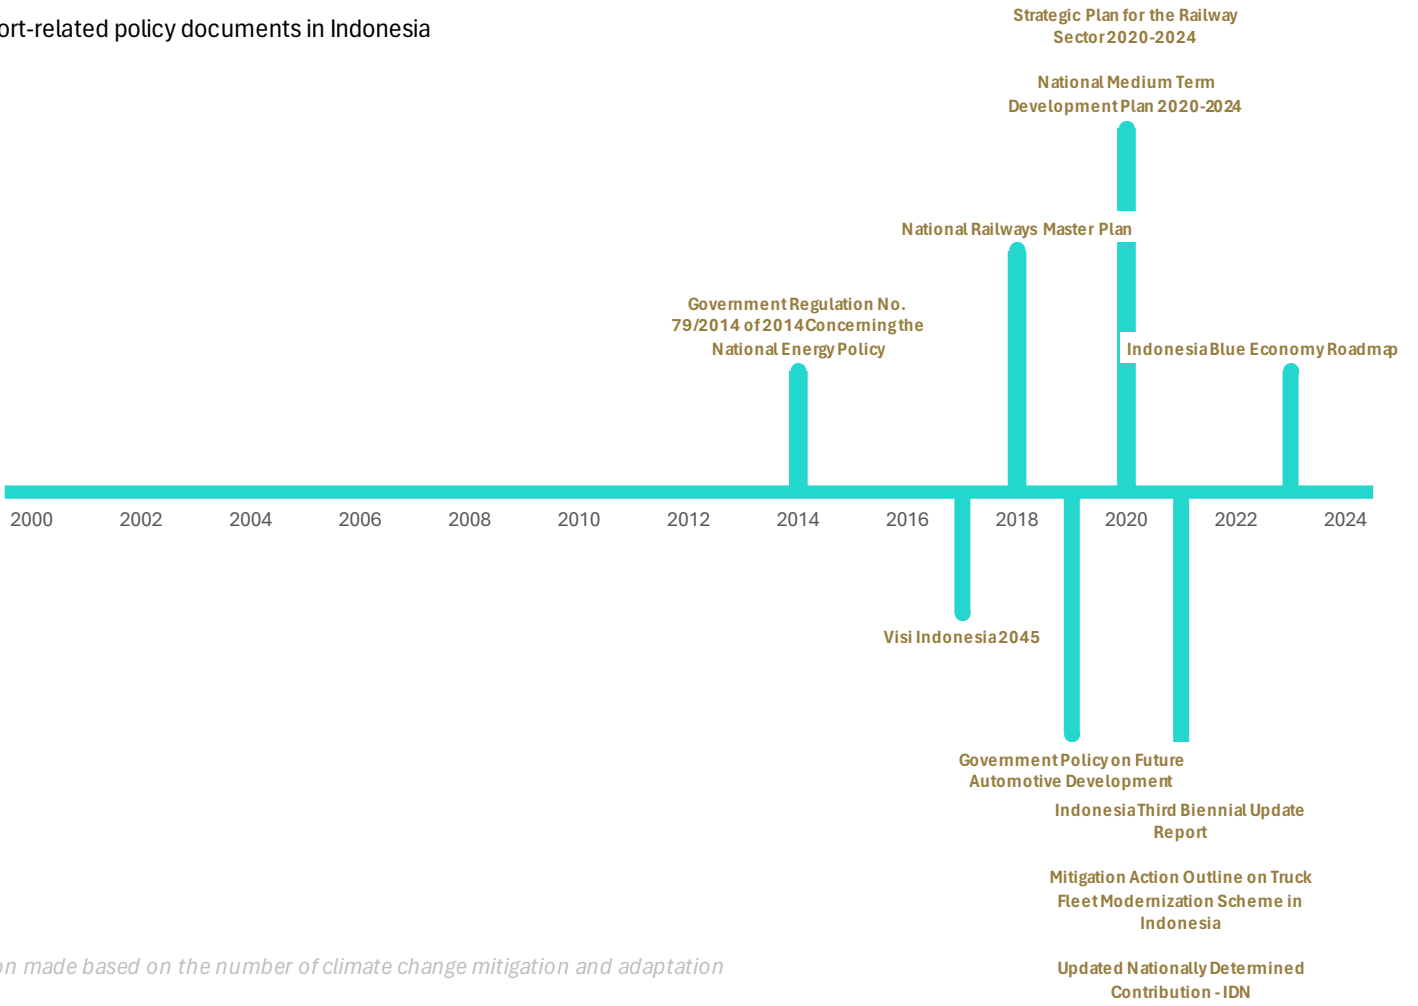 ort-related policy documents in Indonesia
Strategic Plan for the Railway
Sector 2020-2024
National Medium Term
Development Plan 2020-2024
National Railways Master Plan
Government Regulation No.
79/2014 of 2014 Concerning the
National Energy Policy
Indonesia Blue Economy Roadmap
2000 2002 2004 2006 2008 2010 2012 2014 2016 2018 2020 2022 2024
Visi Indonesia 2045
Government Policy on Future
Automotive Development
Indonesia Third Biennial Update
Report
Mitigation Action Outline on Truck
Fleet Modernization Scheme in
Indonesia
on made based on the number of climate change mitigation and adaptation
Updated Nationally Determined
Contribution - IDN